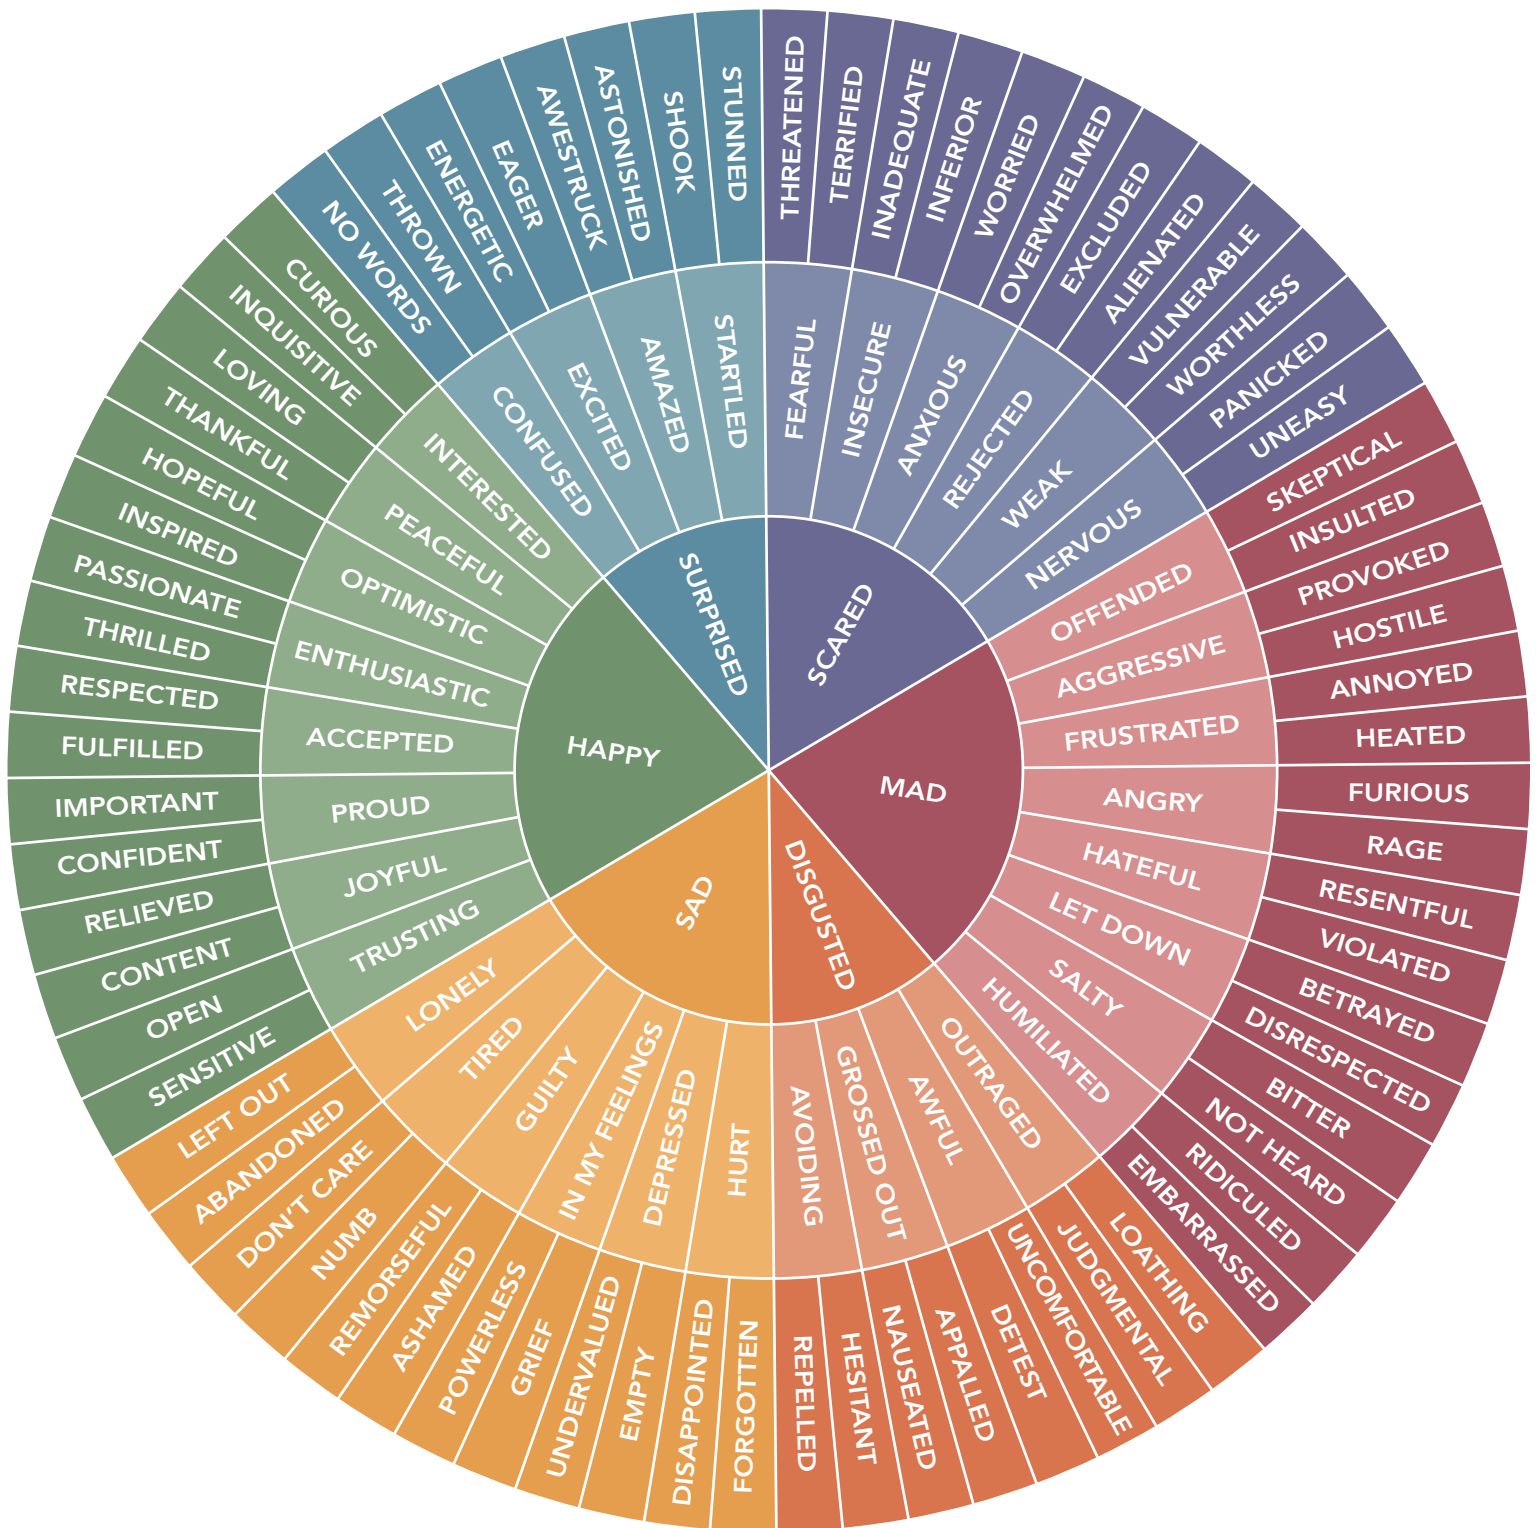 SCARED
FEARFUL
THREATENED
TERRIFIED
INSECURE
INADEQUATE
INFERIOR
ANXIOUS
WORRIED
OVERWHELMED
REJECTED
EXCLUDED
ALIENATED
WEAK
VULNERABLE
WORTHLESS
NERVOUS
PANICKED
UNEASY
MAD
OFFENDED
SKEPTICAL
INSULTED
AGGRESSIVE
PROVOKED
HOSTILE
FRUSTRATED
ANNOYED
HEATED
ANGRY
FURIOUS
RAGE
HATEFUL
RESENTFUL
VIOLATED
LET DOWN
BETRAYED
DISRESPECTED
SALTY
BITTER
NOT HEARD
HUMILIATED
RIDICULED
EMBARRASSED
DISGUSTED
OUTRAGED
LOATHING
JUDGMENTAL
AWFUL
UNCOMFORTABLE
DETEST
GROSSED OUT
APPALLED
NAUSEATED
AVOIDING
HESITANT
REPELLED
SAD
HURT
FORGOTTEN
DISAPPOINTED
DEPRESSED
EMPTY
UNDERVALUED
IN MY FEELINGS
GRIEF
POWERLESS
GUILTY
ASHAMED
REMORSEFUL
TIRED
NUMB
DON'T CARE
LONELY
ABANDONED
LEFT OUT
HAPPY
TRUSTING
SENSITIVE
OPEN
JOYFUL
CONTENT
RELIEVED
PROUD
CONFIDENT
IMPORTANT
ACCEPTED
FULFILLED
RESPECTED
ENTHUSIASTIC
THRILLED
PASSIONATE
OPTIMISTIC
INSPIRED
HOPEFUL
PEACEFUL
THANKFUL
LOVING
INTERESTED
INQUISITIVE
CURIOUS
SURPRISED
CONFUSED
NO WORDS
THROWN
EXCITED
ENERGETIC
EAGER
AMAZED
AWESTRUCK
ASTONISHED
STARTLED
SHOOK
STUNNED